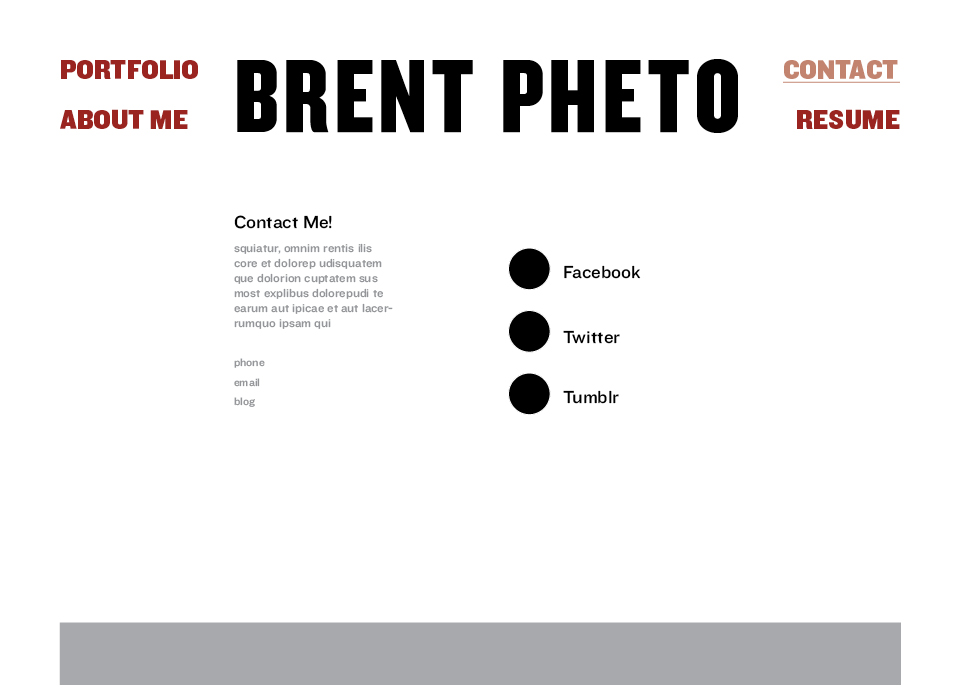 PORTFOLIO
ABOUT ME
BRENT PHETO
CONTACT
RESUME
Contact Me!
squiatur, omnim rentis ilis
core et dolorep udisquatem
que dolorion cuptatem sus
most explibus dolorepudi te
earum aut ipicae et aut lacer-
rumquo ipsam qui
phone
email
blog
Facebook
Twitter
Tumblr